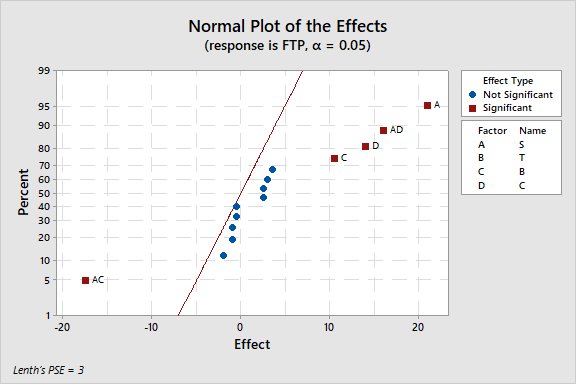 Normal Plot of the Effects
(response is FTP, α = 0.05)
99
95
90
80
70
60
50
40
30
20
10
5
1
Percent
A
AD
D
C
AC
-20 -10 0 10 20
Effect
Effect Type
Not Significant
Significant
Factor Name
A S
B T
C B
D C
Lenth's PSE = 3